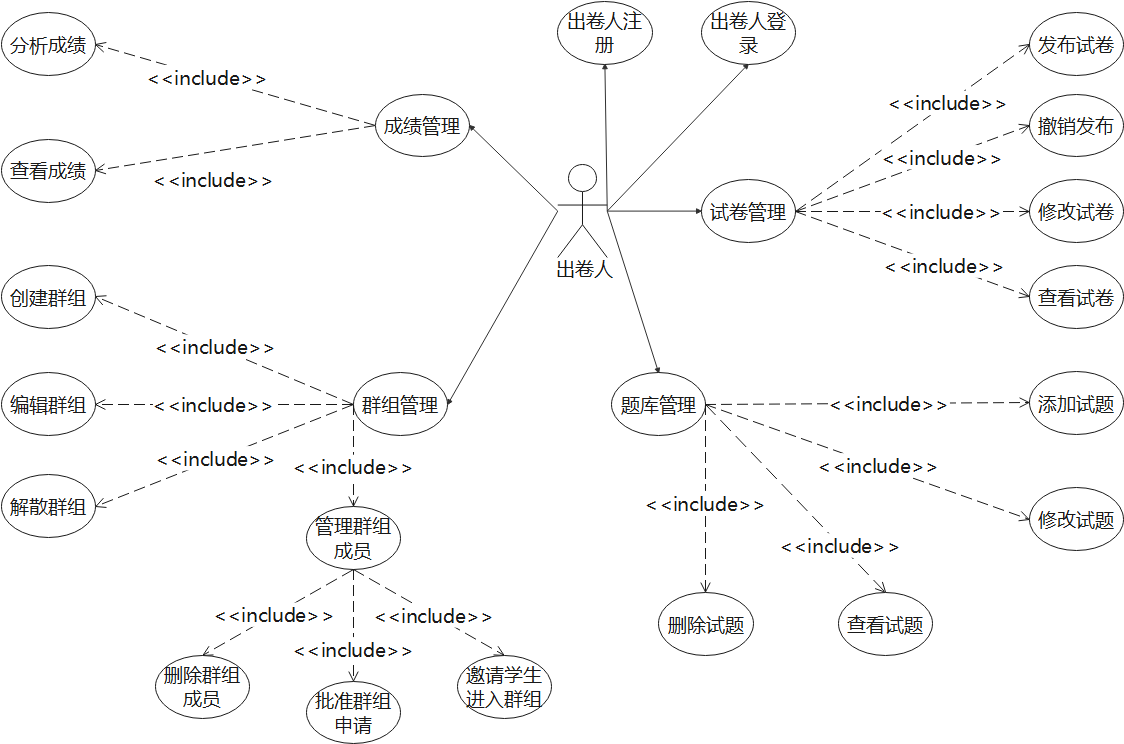 出卷人注
册
出卷人登
录
分析成绩
<<include>>
成绩管理
查看成绩
<<include>>
发布试卷
<<include>>
撤销发布
<<include>>
试卷管理
<<include>>
修改试卷
<<include>>
查看试卷
出卷人
创建群组
<<include>>
编辑群组
<<include>>
群组管理
<<include>>
解散群组
<<include>>
管理群组
成员
<<include>>
<<include>>
<<include>>
删除群组
成员
批准群组
申请
邀请学生
进入群组
题库管理
<<include>>
添加试题
<<include>>
修改试题
<<include>>
<<include>>
删除试题
查看试题